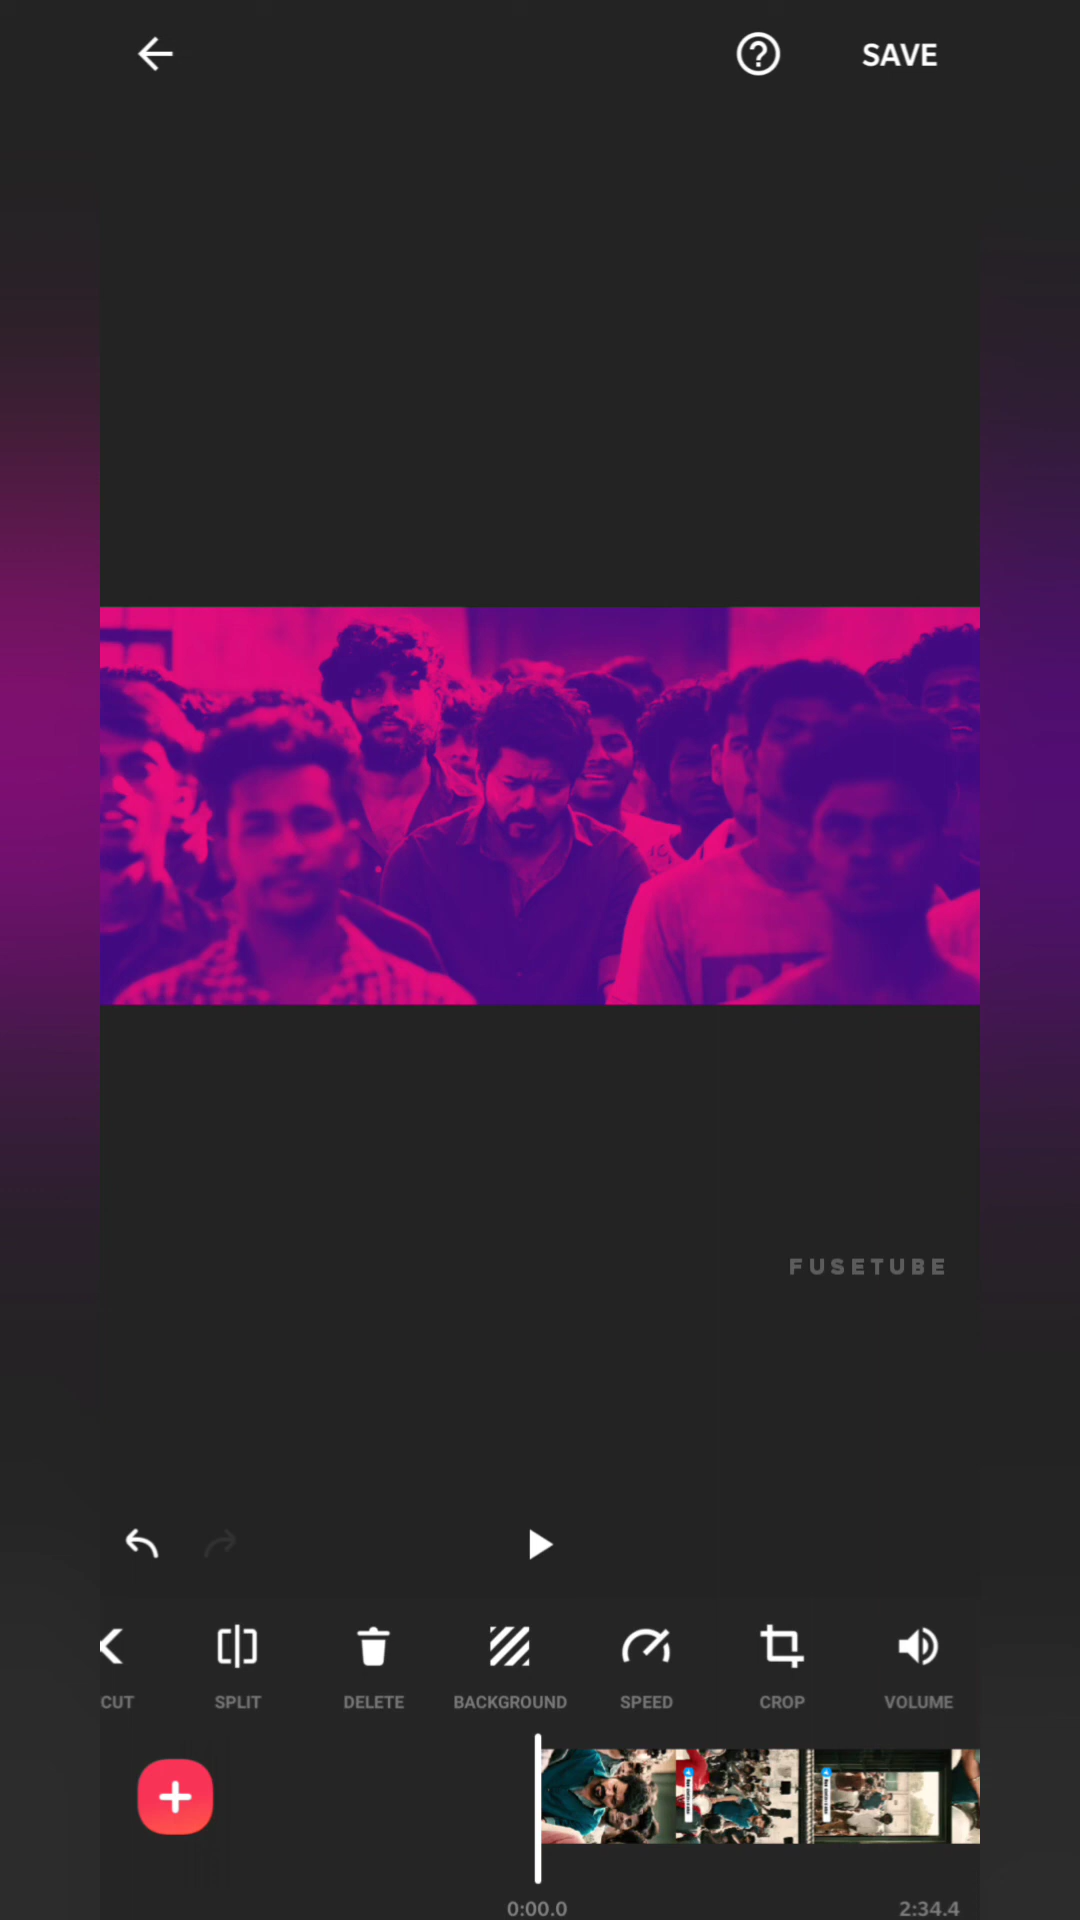 SAVE
FUSETUBE
CUT
SPLIT
DELETE
BACKGROUND
SPEED
CROP
VOLUME
0:00.0
2:34.4